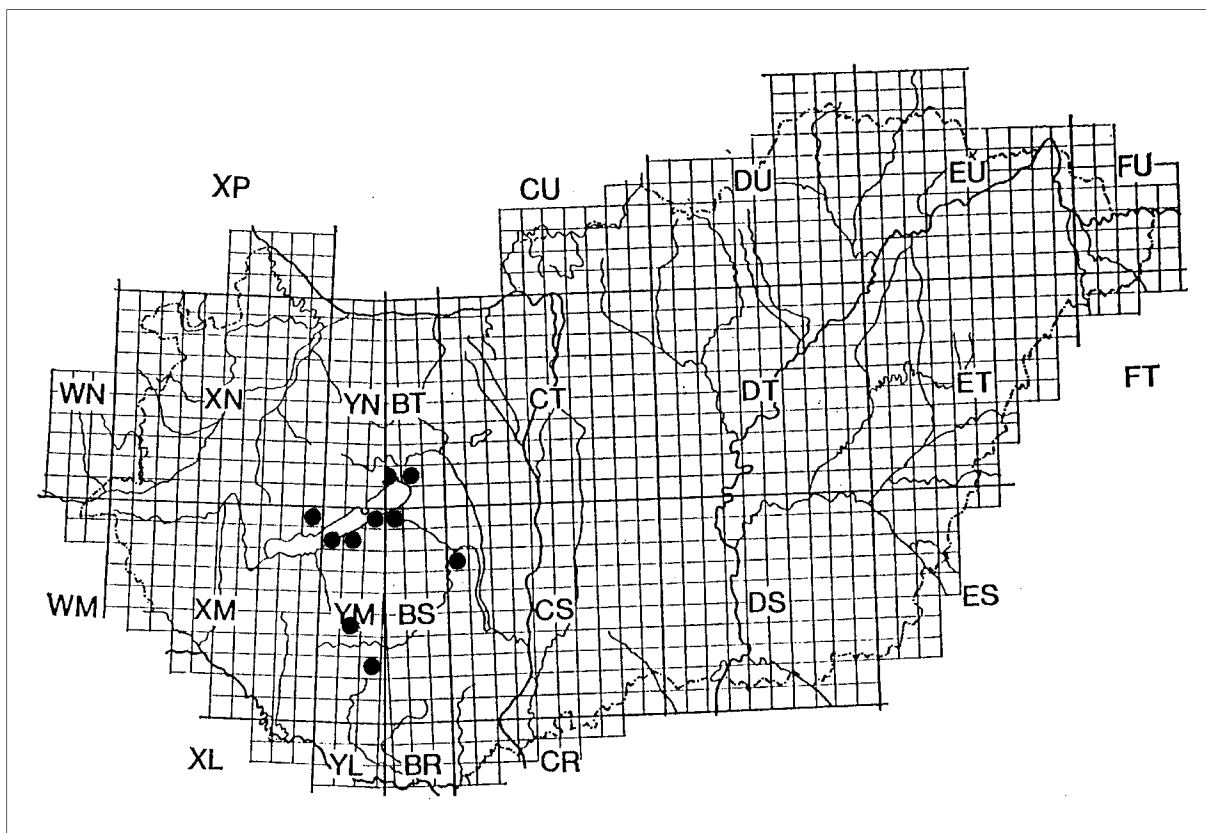 XP CU DU EU FU
WN XN YN BT CT DT ET FT
WM XM YM BS CS DS ES
XL YL BR CR